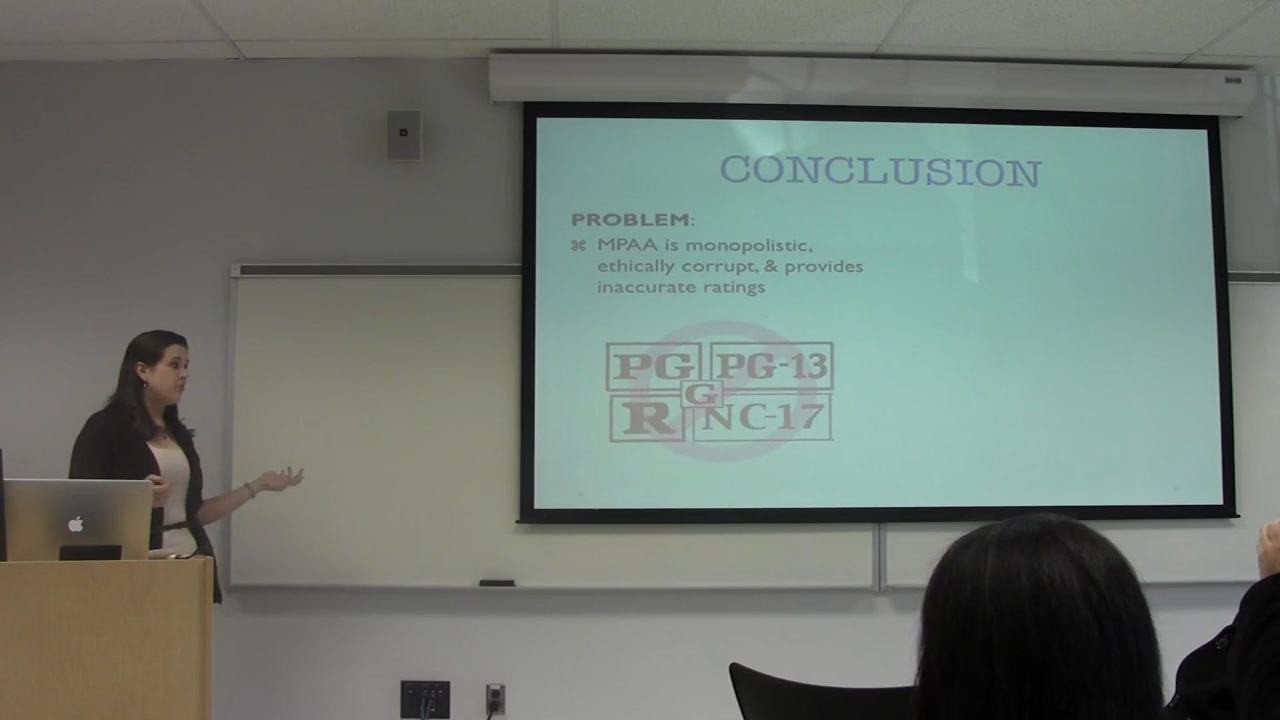 CONCLUSION
PROBLEM:
⌘ MPAA is monopolistic,
ethically corrupt, & provides
inaccurate ratings
PG PG-13
G
R NC-17